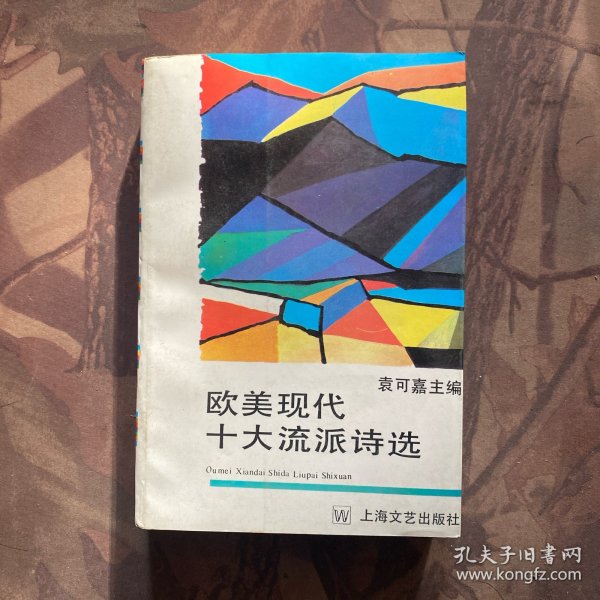 袁可嘉主编
欧美现代
十大流派诗选
Oumei Xiandai Shida Liupai Shixuan
W 上海文艺出版社
孔夫子旧书网
www.kongfz.com